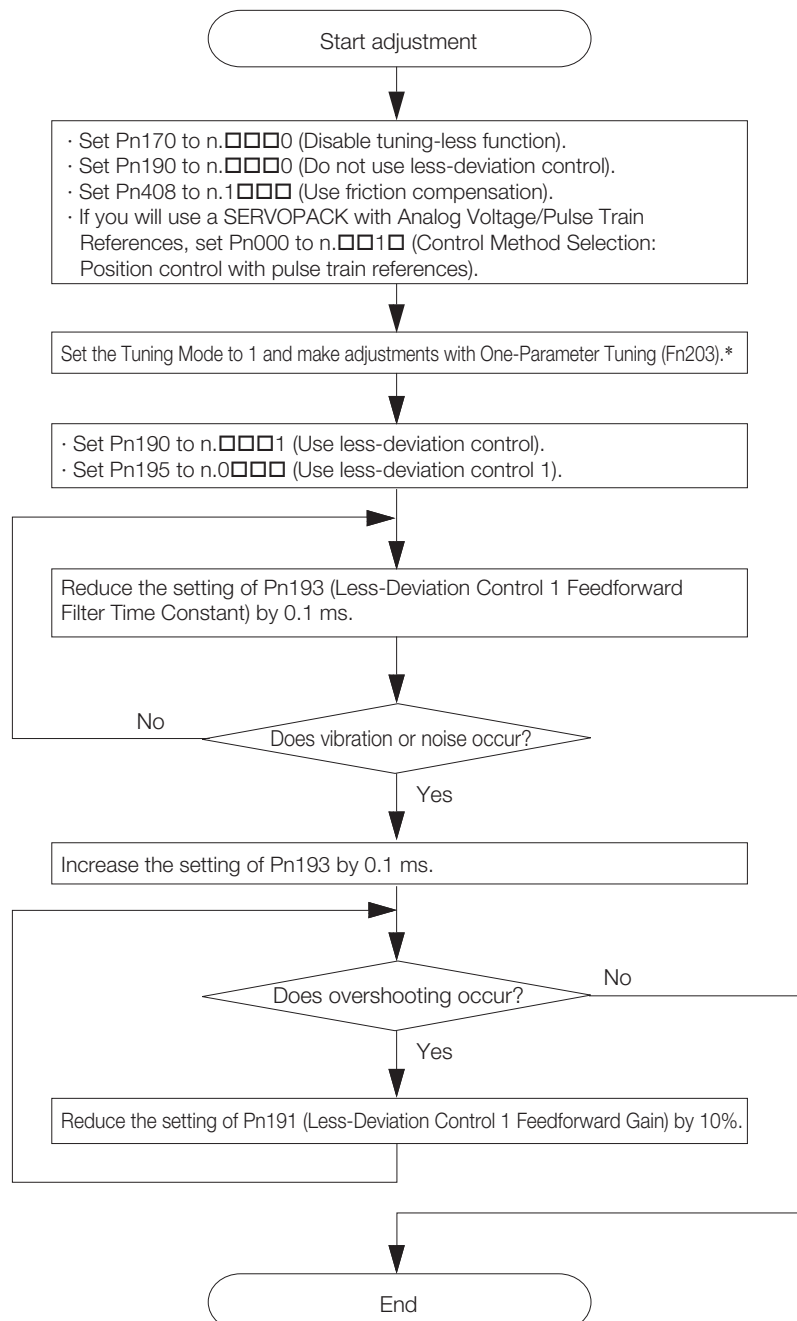 Start adjustment
· Set Pn170 to n.□□□0 (Disable tuning-less function).
· Set Pn190 to n.□□□0 (Do not use less-deviation control).
· Set Pn408 to n.1□□□ (Use friction compensation).
· If you will use a SERVOPACK with Analog Voltage/Pulse Train
References, set Pn000 to n.□□1□ (Control Method Selection:
Position control with pulse train references).
Set the Tuning Mode to 1 and make adjustments with One-Parameter Tuning (Fn203).*
· Set Pn190 to n.□□□1 (Use less-deviation control).
· Set Pn195 to n.0□□□ (Use less-deviation control 1).
Reduce the setting of Pn193 (Less-Deviation Control 1 Feedforward
Filter Time Constant) by 0.1 ms.
No
Does vibration or noise occur?
Yes
Increase the setting of Pn193 by 0.1 ms.
No
Does overshooting occur?
Yes
Reduce the setting of Pn191 (Less-Deviation Control 1 Feedforward Gain) by 10%.
End